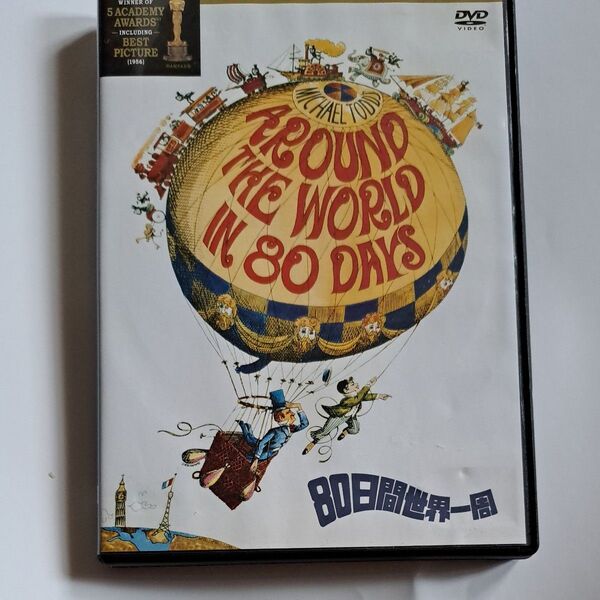 WINNER OF
5 ACADEMY
AWARDS
INCLUDING
BEST
PICTURE
(1956)
DVD
VIDEO
MICHAEL TODD'S
AROUND
THE WORLD
IN 80 DAYS
80日間世界一周